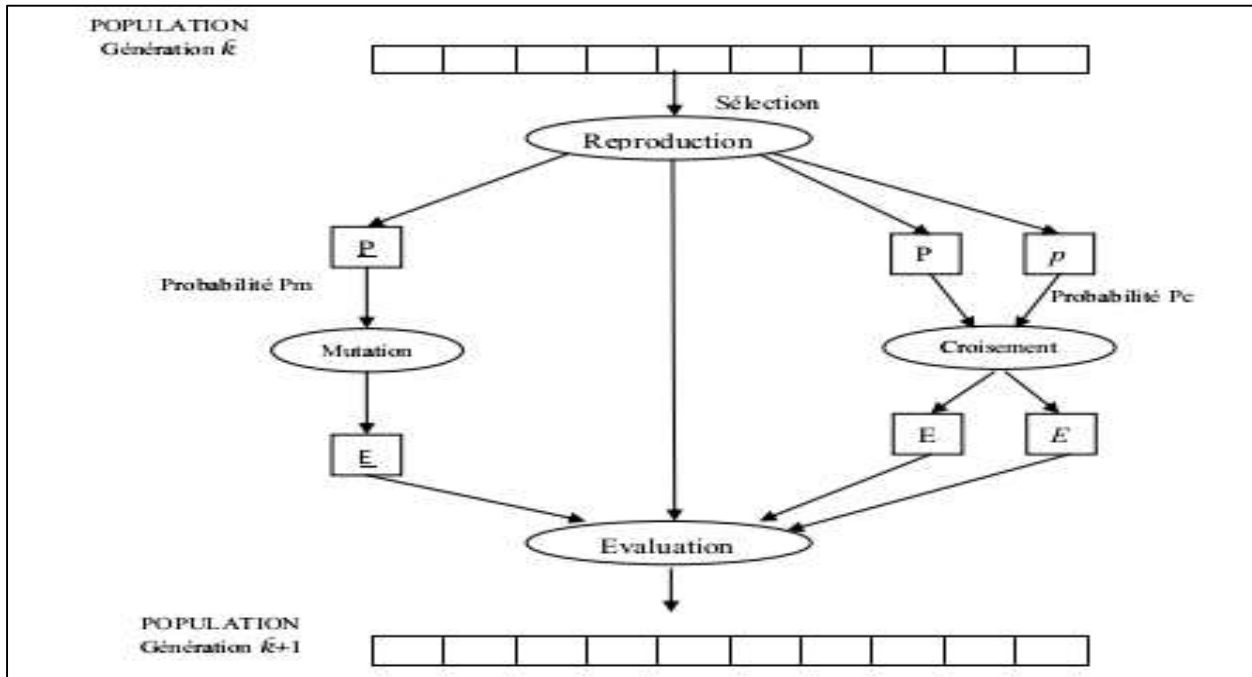 POPULATION
Génération k
Sélection
Reproduction
P
P
p
Probabilité Pm
Probabilité Pc
Mutation
Croisement
E
E
E
Evaluation
POPULATION
Génération k+1